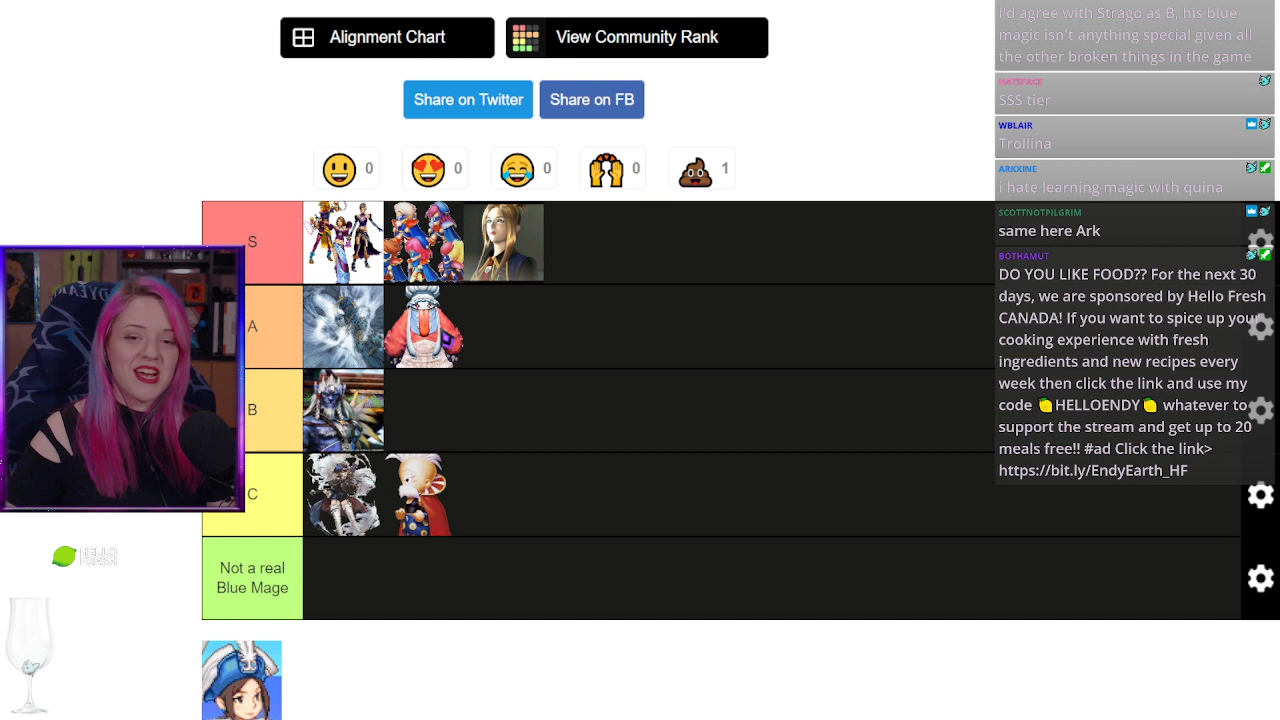 Alignment Chart
View Community Rank
Share on Twitter
Share on FB
0
0
0
0
1
S
A
B
C
Not a real
Blue Mage
HELLO
FRESH
I'd agree with Strago as B, his blue
magic isn't anything special given all
the other broken things in the game
HATSFACE
SSS tier
WBLAIR
Trollina
ARKXINE
i hate learning magic with quina
SCOTTNOTPILGRIM
same here Ark
BOTHAMUT
DO YOU LIKE FOOD?? For the next 30
days, we are sponsored by Hello Fresh
CANADA! If you want to spice up your
cooking experience with fresh
ingredients and new recipes every
week then click the link and use my
code 🍋HELLOENDY🍋 whatever to
support the stream and get up to 20
meals free!! #ad Click the link>
https://bit.ly/EndyEarth_HF